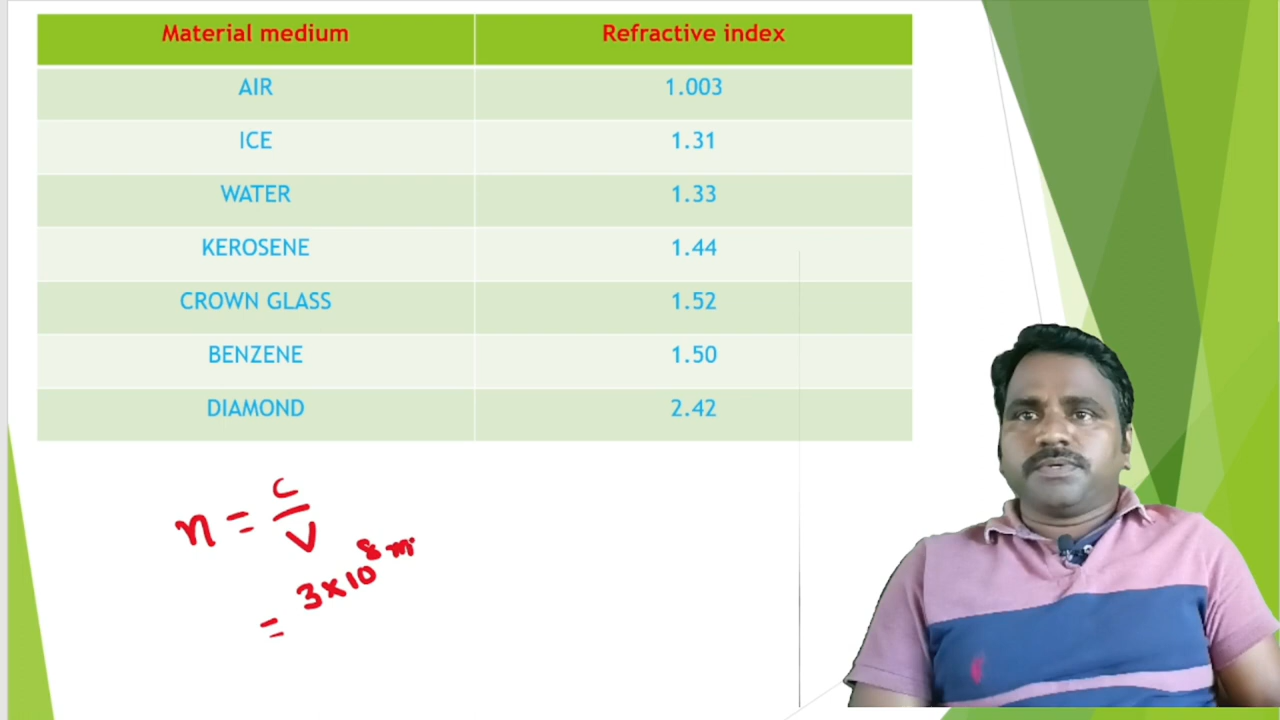 Material medium Refractive index
AIR 1.003
ICE 1.31
WATER 1.33
KEROSENE 1.44
CROWN GLASS 1.52
BENZENE 1.50
DIAMOND 2.42
n = c/v
= 3×10⁸ m